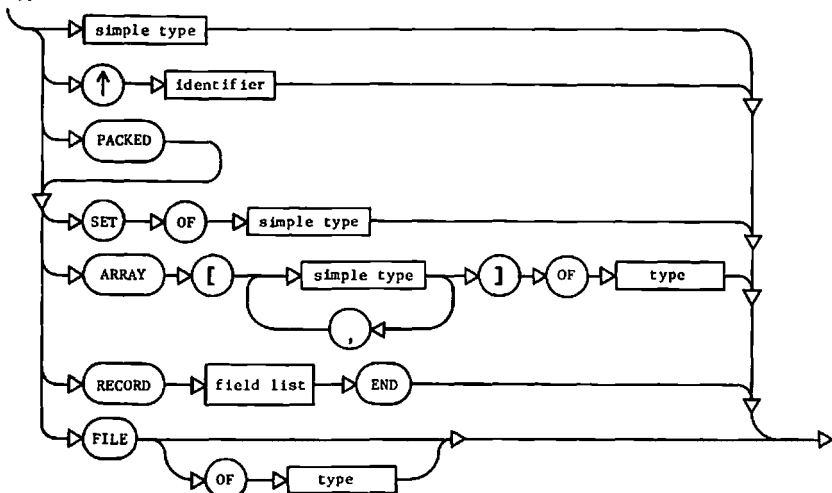 simple type
↑ identifier
PACKED
SET OF simple type
ARRAY [ simple type ] OF type
,
RECORD field list END
FILE
OF type